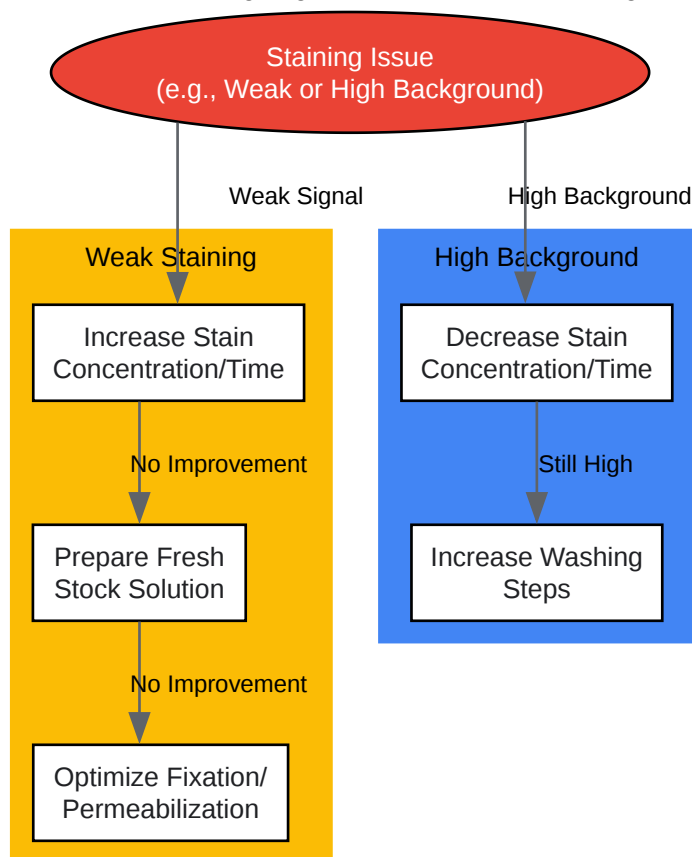 Staining Issue
(e.g., Weak or High Background)
Weak Signal
High Background
Weak Staining
High Background
Increase Stain
Concentration/Time
Decrease Stain
Concentration/Time
No Improvement
Still High
Prepare Fresh
Stock Solution
Increase Washing
Steps
No Improvement
Optimize Fixation/
Permeabilization